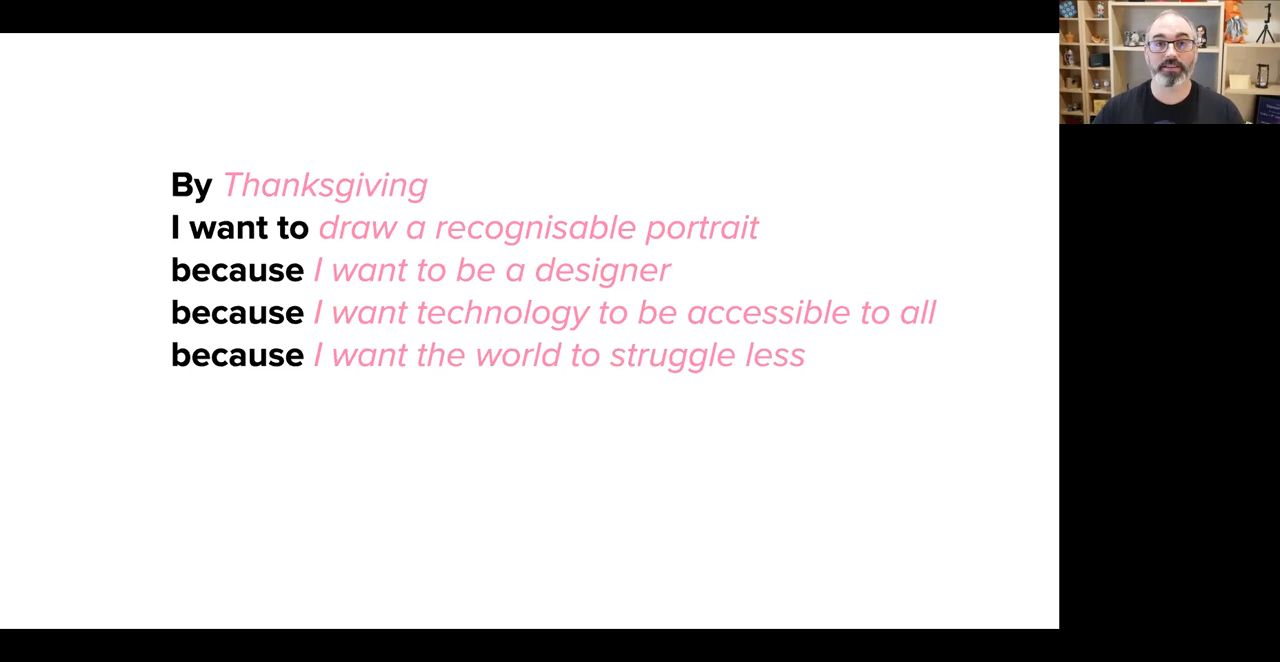 By Thanksgiving
I want to draw a recognisable portrait
because I want to be a designer
because I want technology to be accessible to all
because I want the world to struggle less